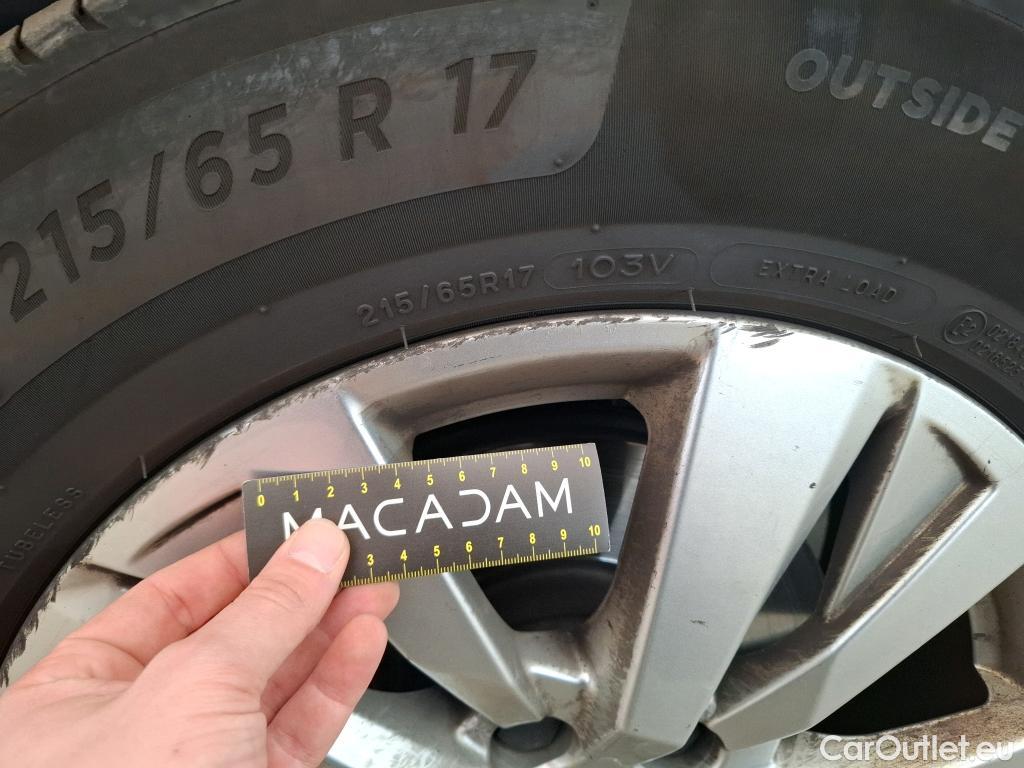 215/65 R 17
OUTSIDE
215/65R17 103V EXTRA LOAD
TUBELESS
0 1 2 3 4 5 6 7 8 9 10
MACADAM
3 4 5 6 7 8 9 10
CarOutlet.eu